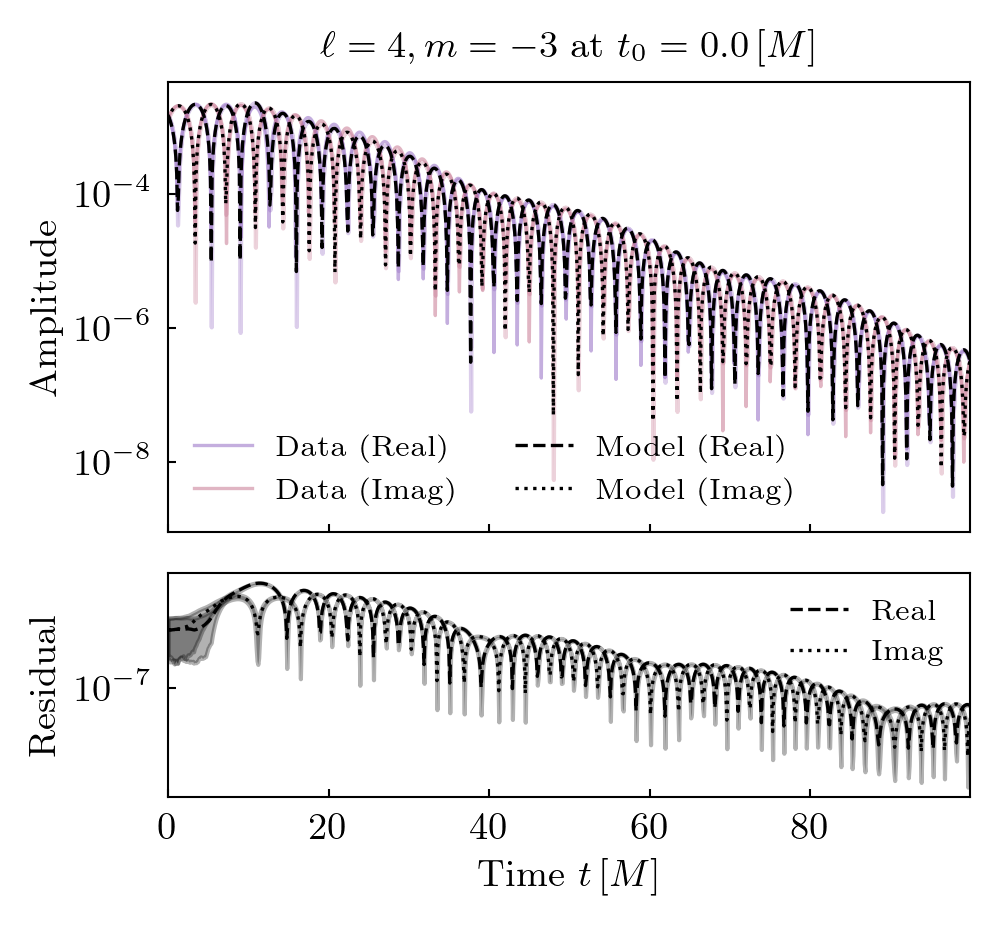 ℓ = 4, m = −3 at t₀ = 0.0 [M]
10⁻⁴
10⁻⁶
10⁻⁸
Amplitude
Data (Real)
Data (Imag)
Model (Real)
Model (Imag)
Residual
10⁻⁷
Real
Imag
0 20 40 60 80
Time t [M]